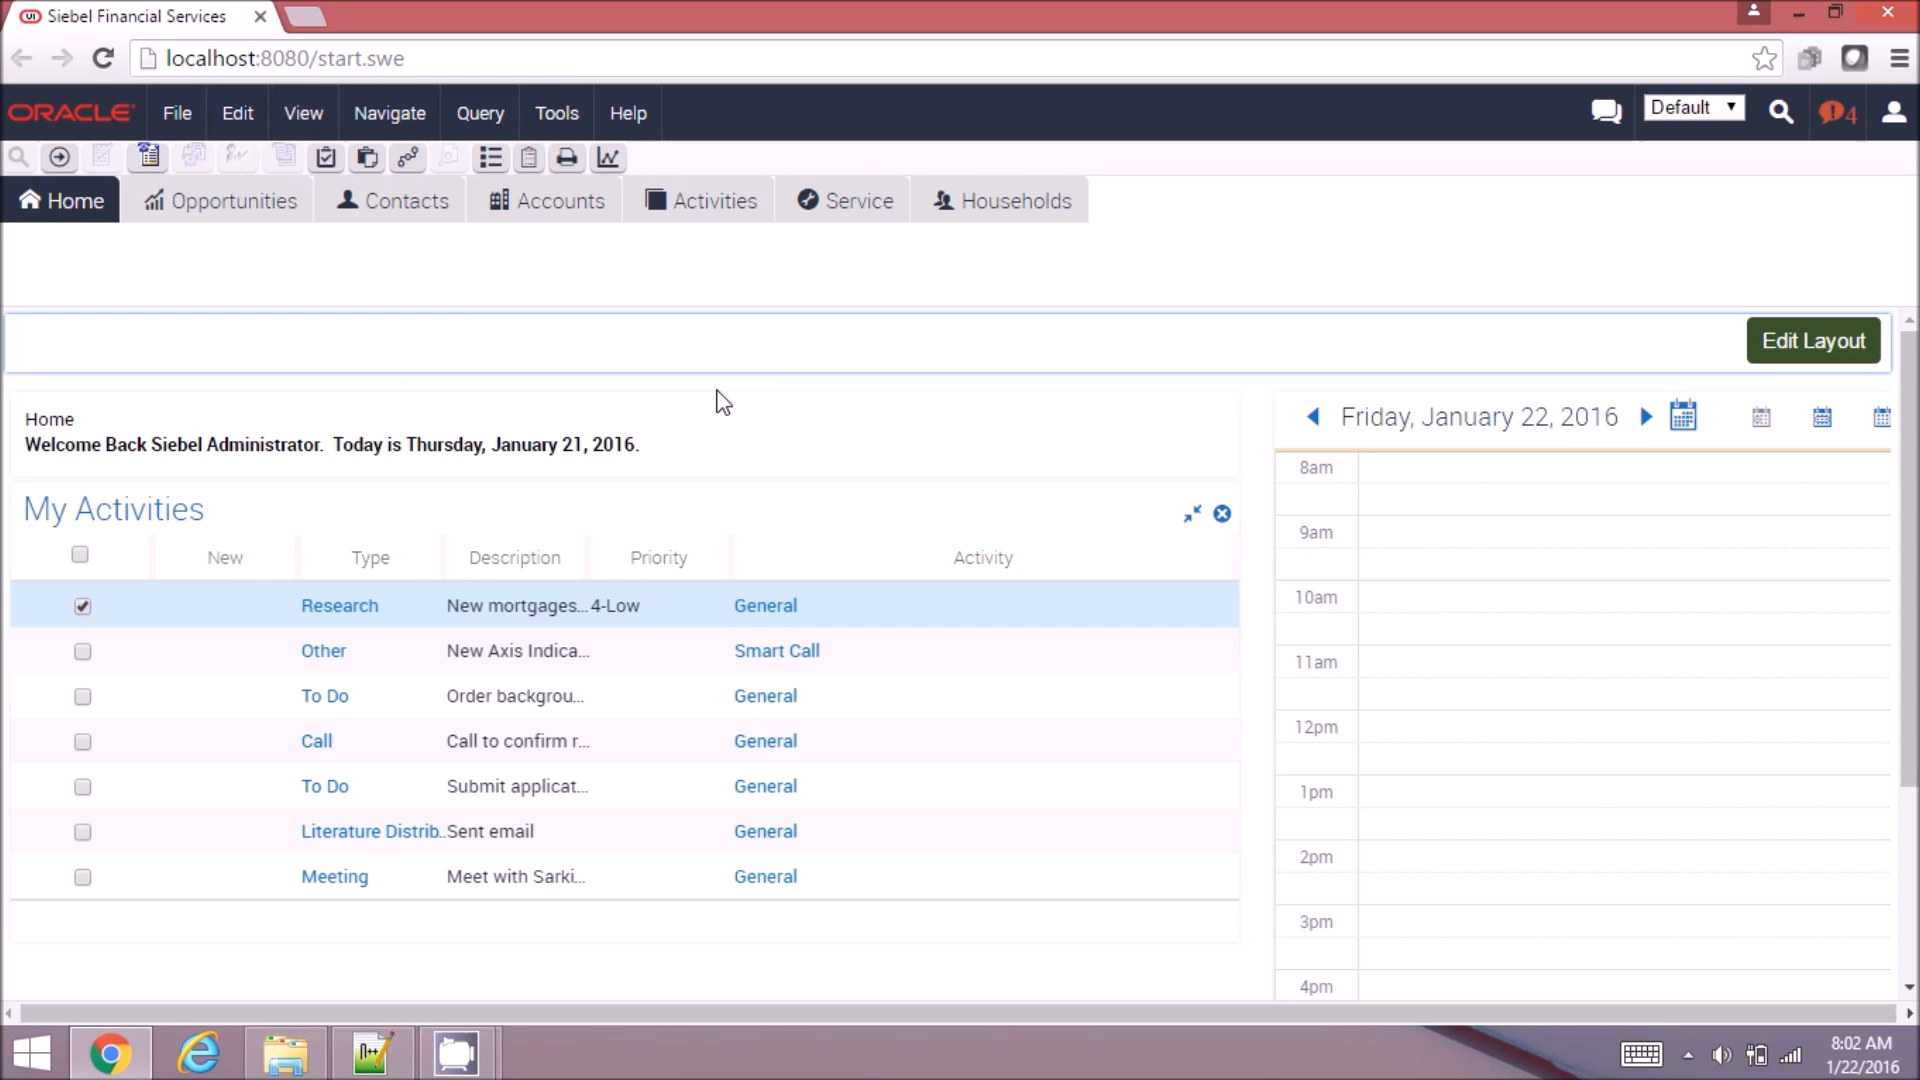 Siebel Financial Services
localhost:8080/start.swe
ORACLE File Edit View Navigate Query Tools Help Default 4
Home Opportunities Contacts Accounts Activities Service Households
Edit Layout
Home
Welcome Back Siebel Administrator. Today is Thursday, January 21, 2016.
Friday, January 22, 2016
My Activities
New Type Description Priority Activity
Research New mortgages... 4-Low General
Other New Axis Indica... Smart Call
To Do Order backgrou... General
Call Call to confirm r... General
To Do Submit applicat... General
Literature Distrib.. Sent email General
Meeting Meet with Sarki... General
8am
9am
10am
11am
12pm
1pm
2pm
3pm
4pm
8:02 AM
1/22/2016